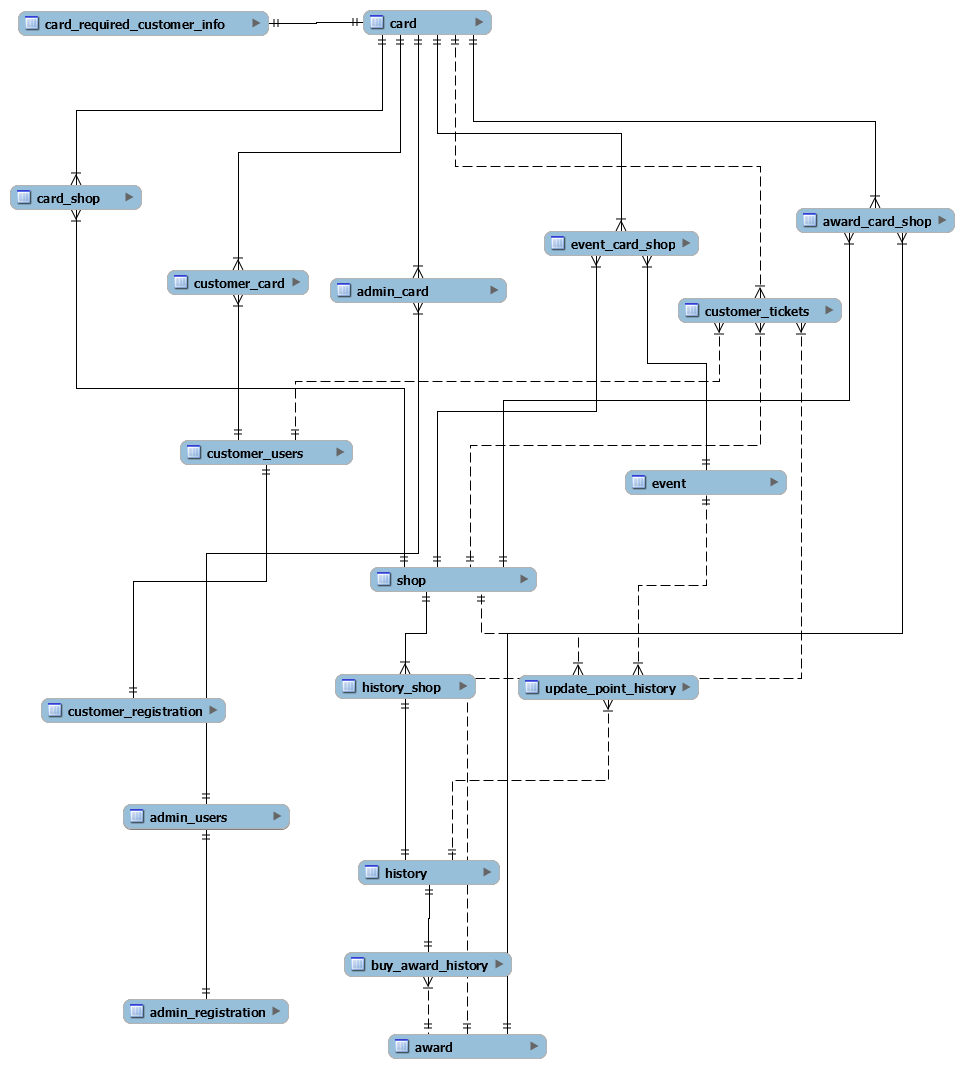 card_required_customer_info
card
card_shop
award_card_shop
event_card_shop
customer_card
admin_card
customer_tickets
customer_users
event
shop
history_shop
update_point_history
customer_registration
admin_users
history
buy_award_history
admin_registration
award